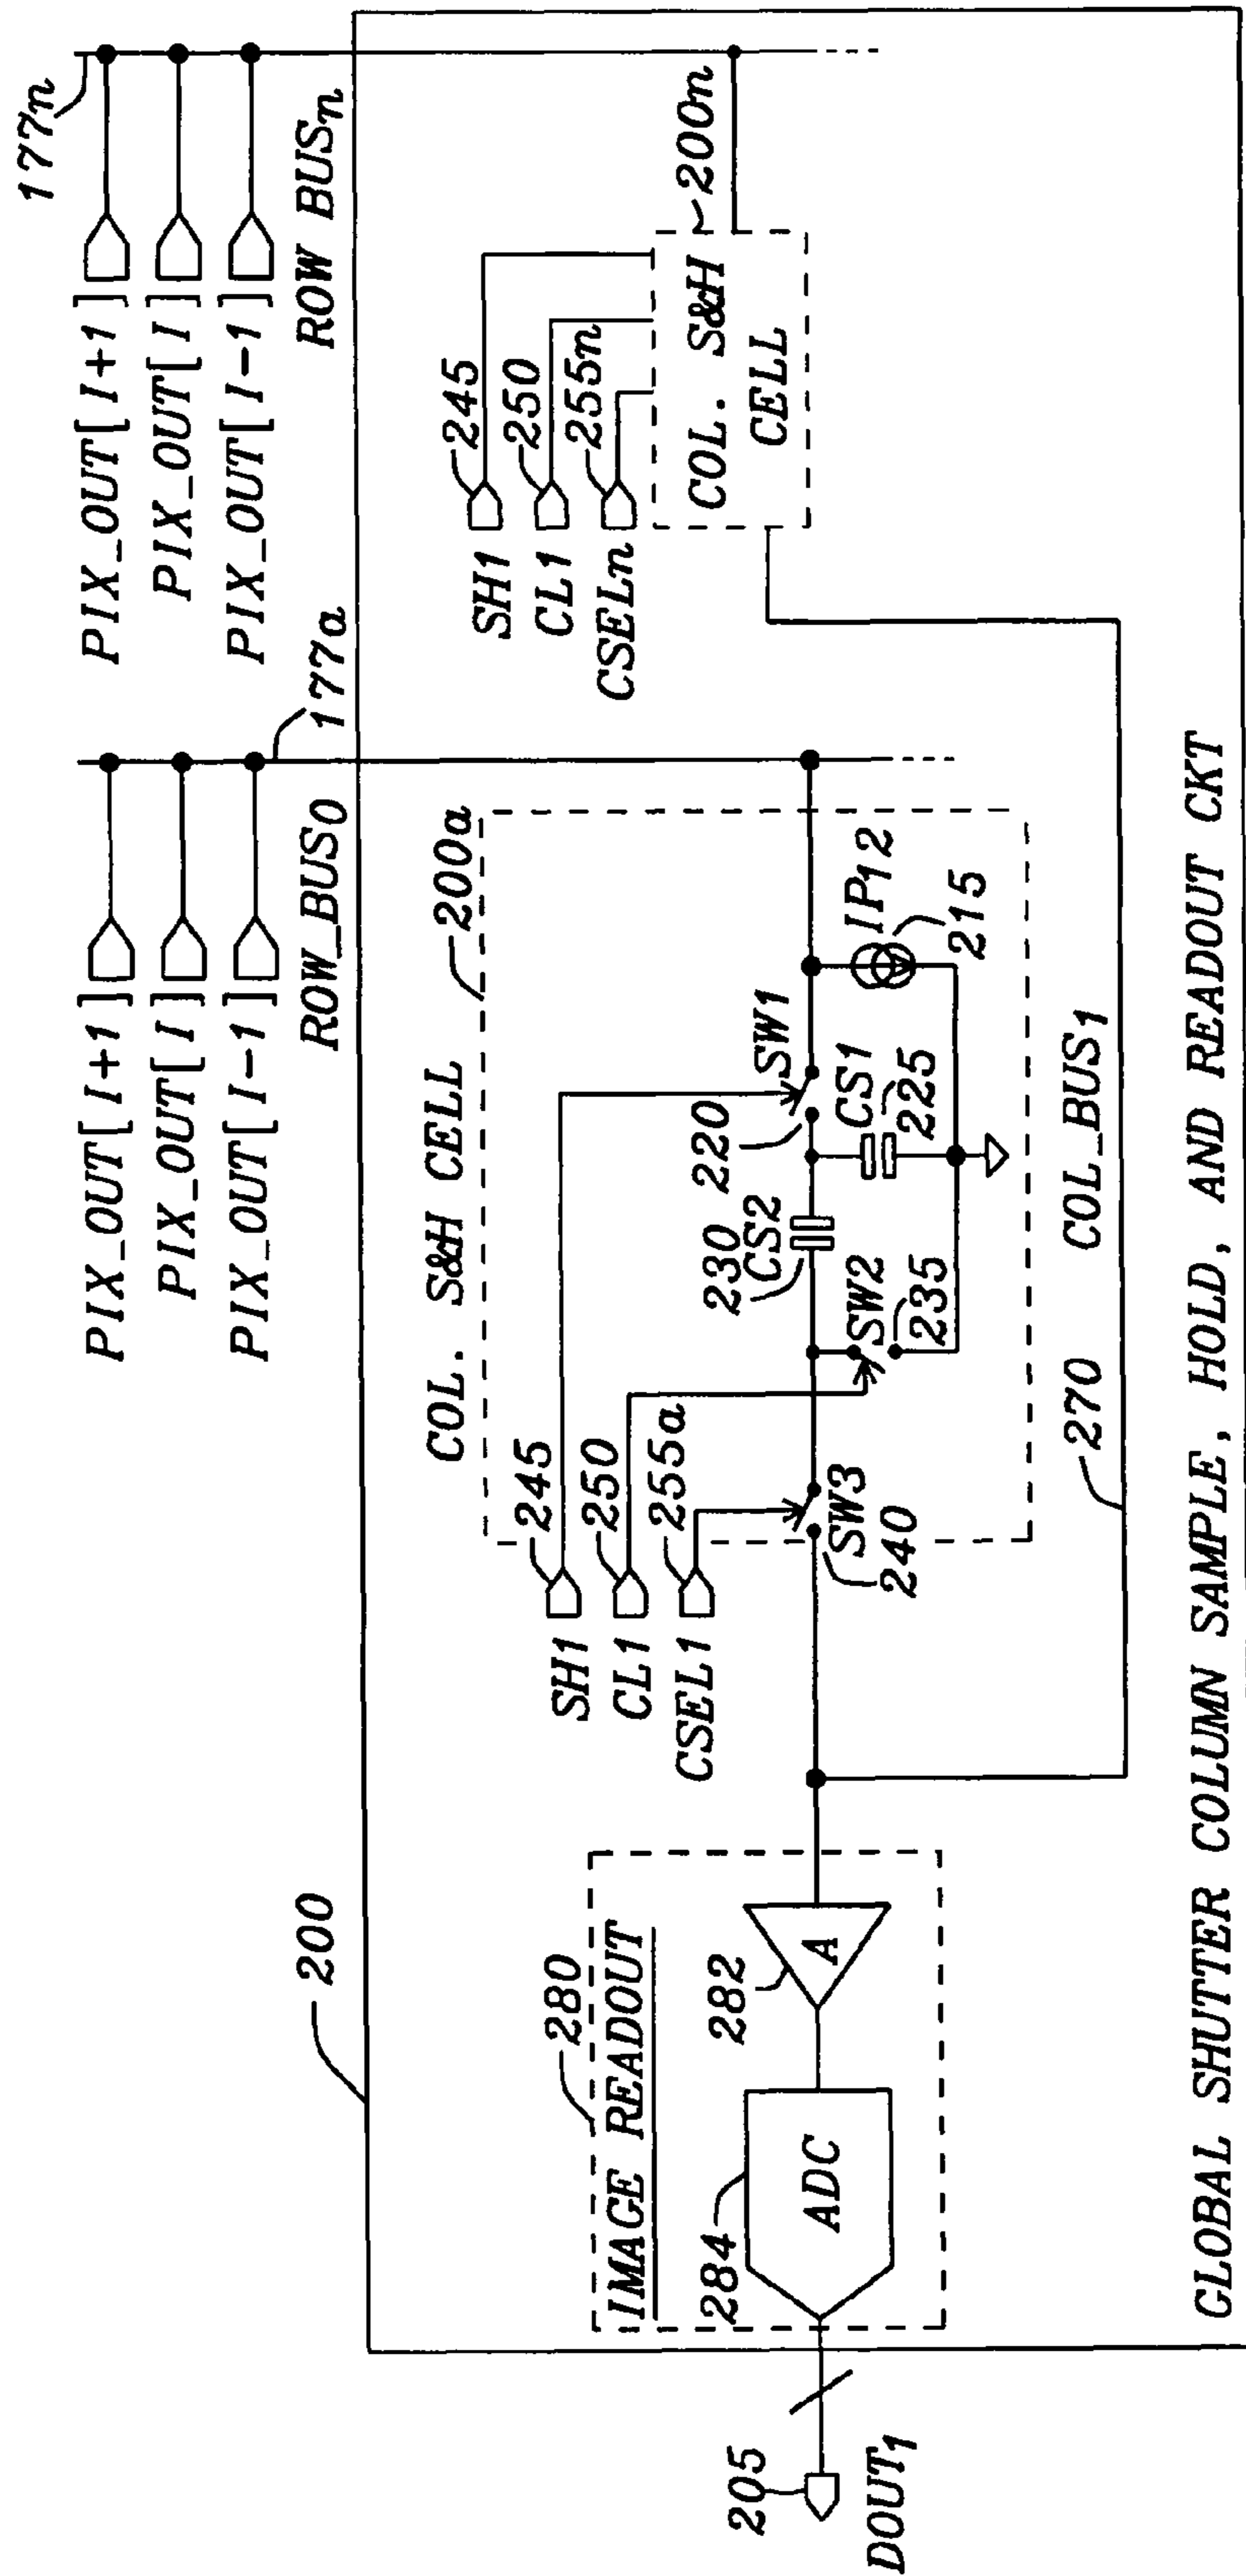 177n
PIX_OUT[I+1]
PIX_OUT[I]
PIX_OUT[I-1]
ROW BUSn
PIX_OUT[I+1]
PIX_OUT[I]
PIX_OUT[I-1]
ROW_BUS0
177a
200
COL. S&H CELL
200a
SH1
245
CL1
250
CSEL1
255a
SW1
220
230
CS2
CS1
225
IP12
215
SW2
235
SW3
240
SH1
245
CL1
250
CSELn
255n
COL. S&H
CELL
200n
COL_BUS1
270
280
IMAGE READOUT
282
A
284
ADC
205
DOUT1
GLOBAL SHUTTER COLUMN SAMPLE, HOLD, AND READOUT CKT